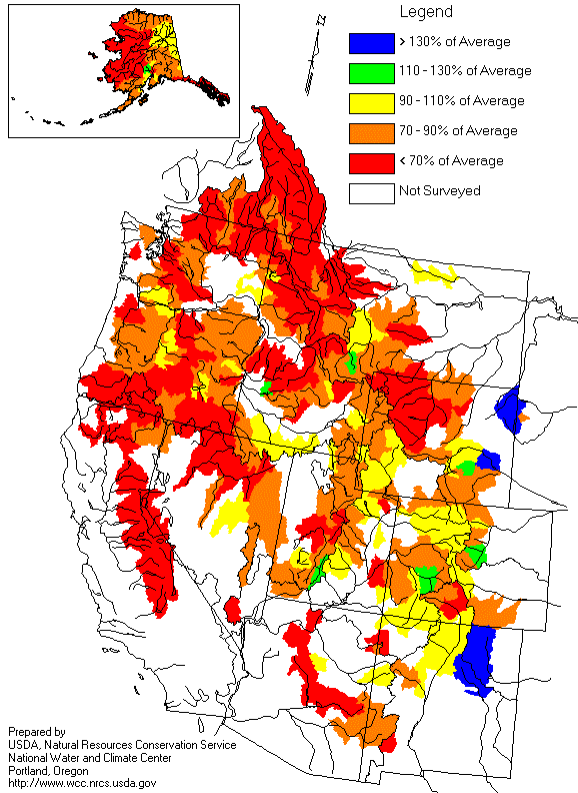 Legend
> 130% of Average
110 - 130% of Average
90 - 110% of Average
70 - 90% of Average
< 70% of Average
Not Surveyed
Prepared by
USDA, Natural Resources Conservation Service
National Water and Climate Center
Portland, Oregon
http://www.wcc.nrcs.usda.gov